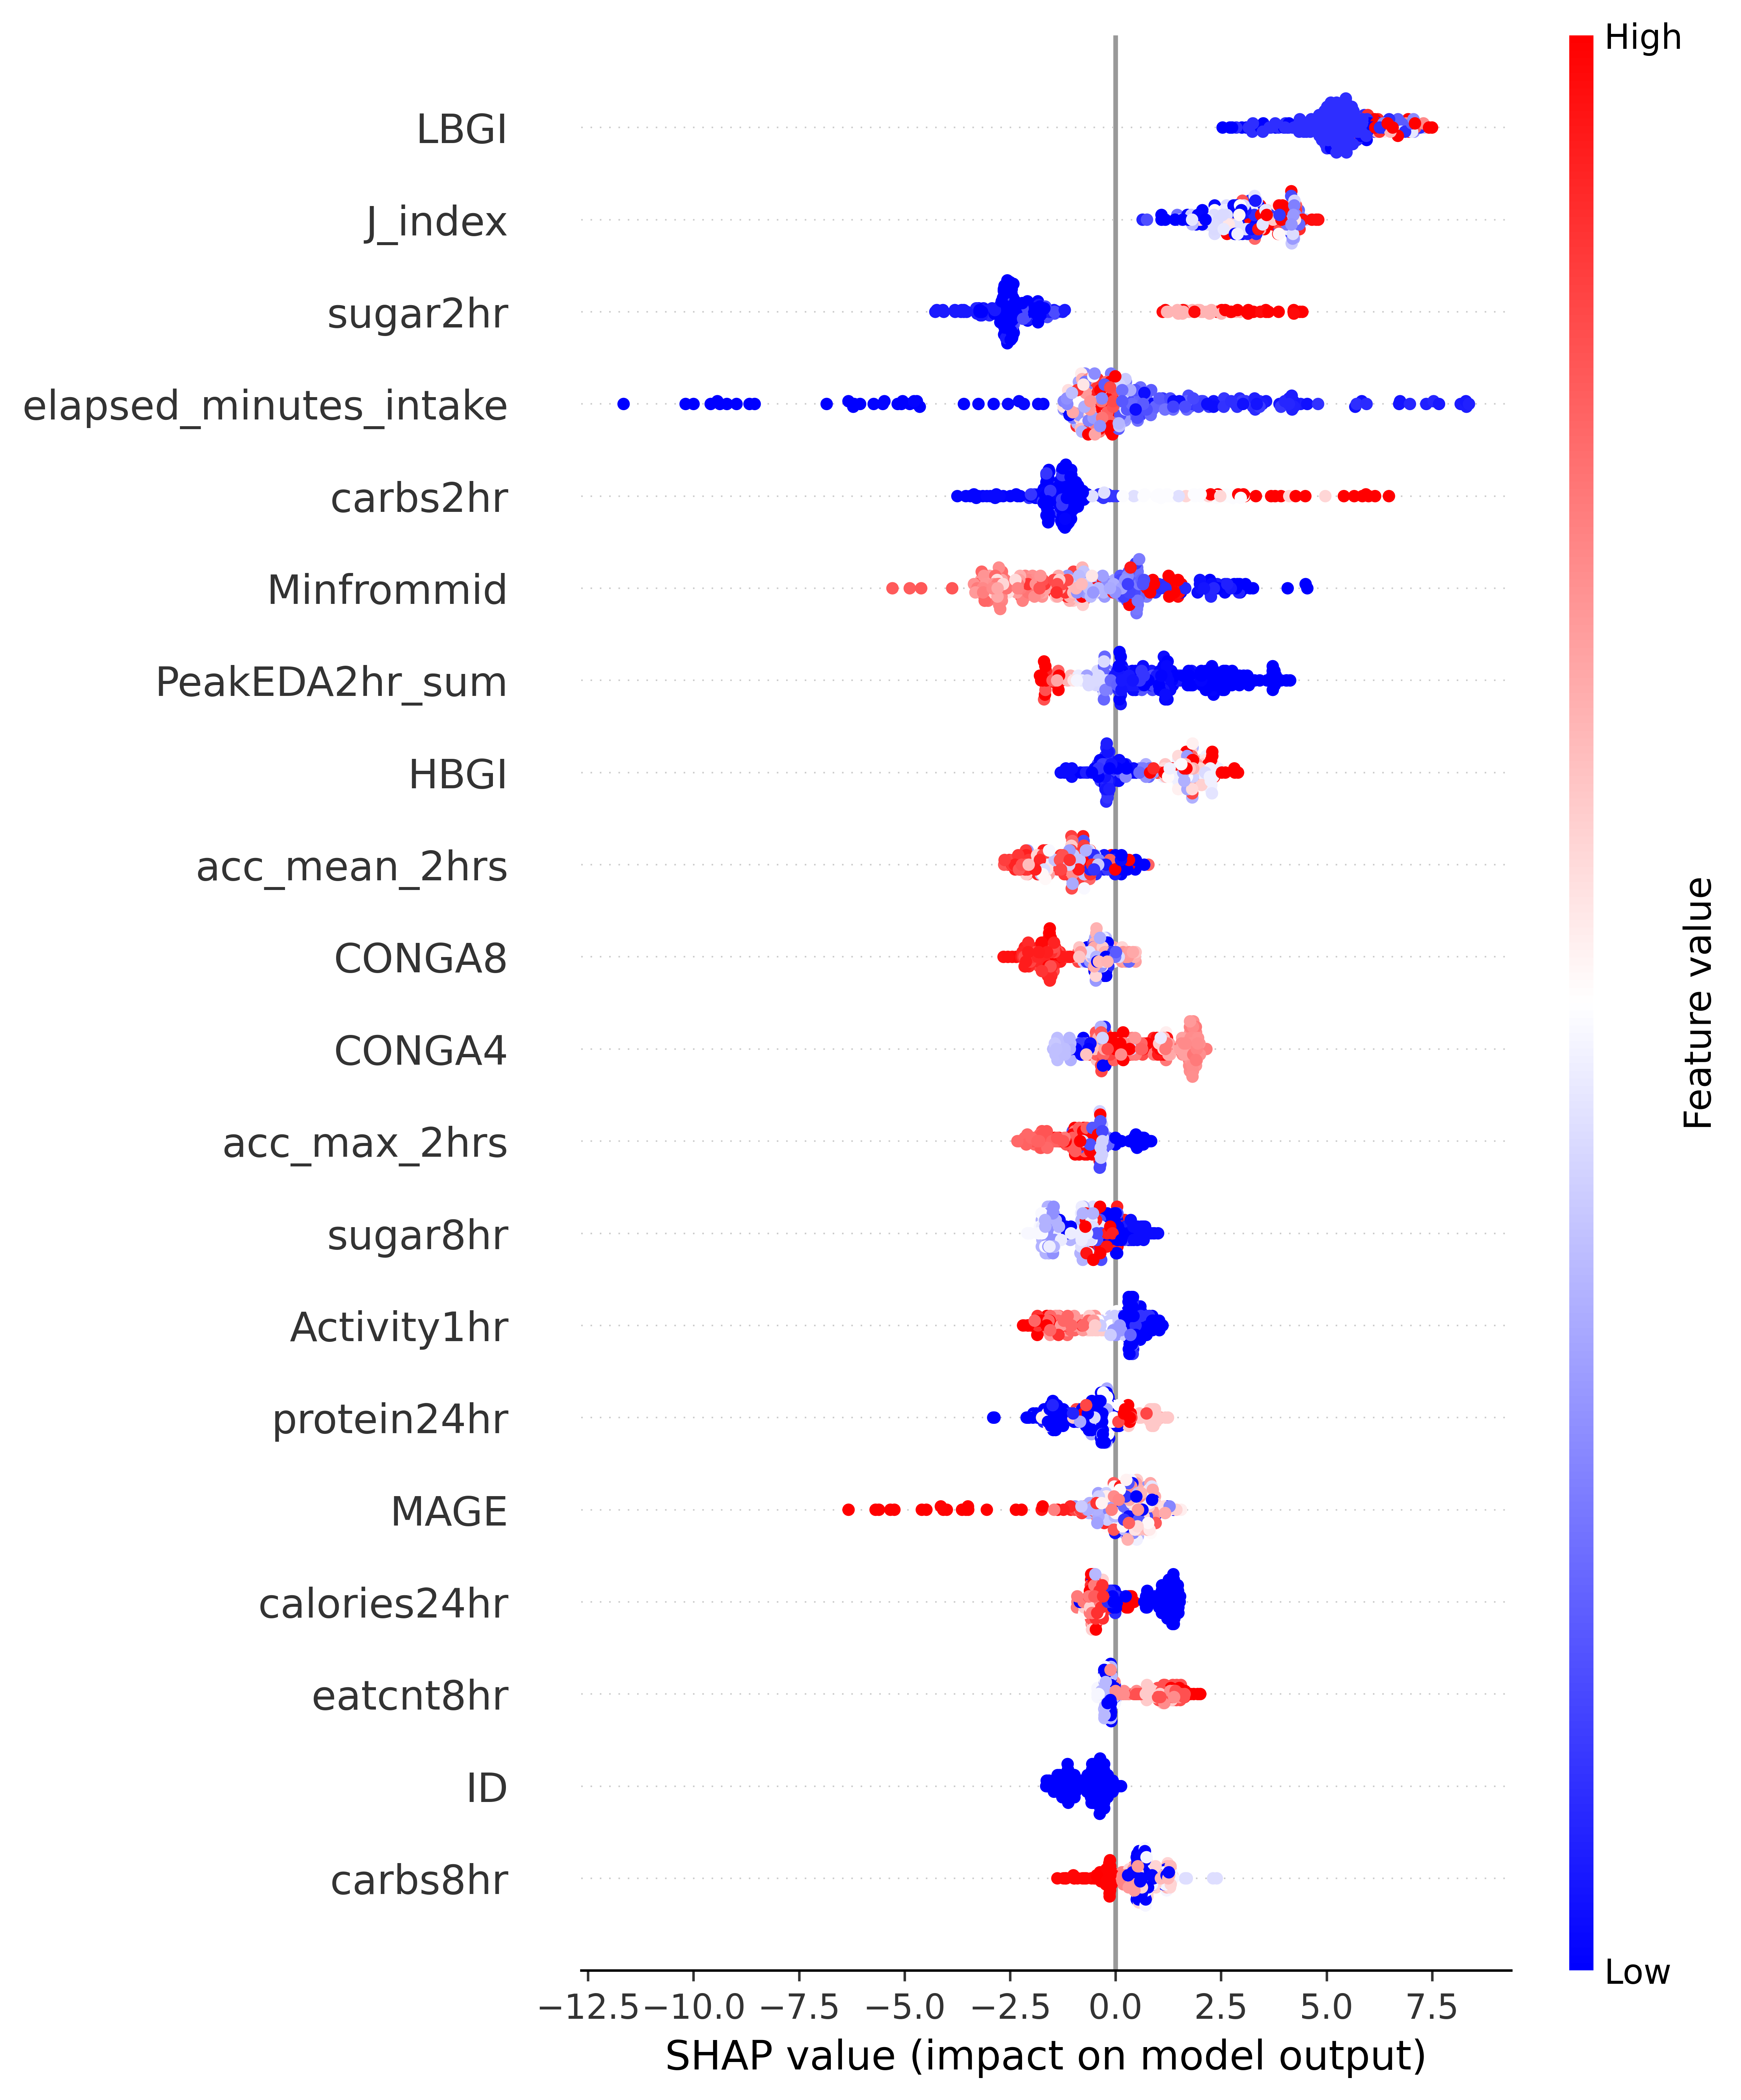 High
LBGI
J_index
sugar2hr
elapsed_minutes_intake
carbs2hr
Minfrommid
PeakEDA2hr_sum
HBGI
acc_mean_2hrs
CONGA8
CONGA4
acc_max_2hrs
sugar8hr
Activity1hr
protein24hr
MAGE
calories24hr
eatcnt8hr
ID
carbs8hr
Feature value
Low
−12.5 −10.0 −7.5 −5.0 −2.5 0.0 2.5 5.0 7.5
SHAP value (impact on model output)